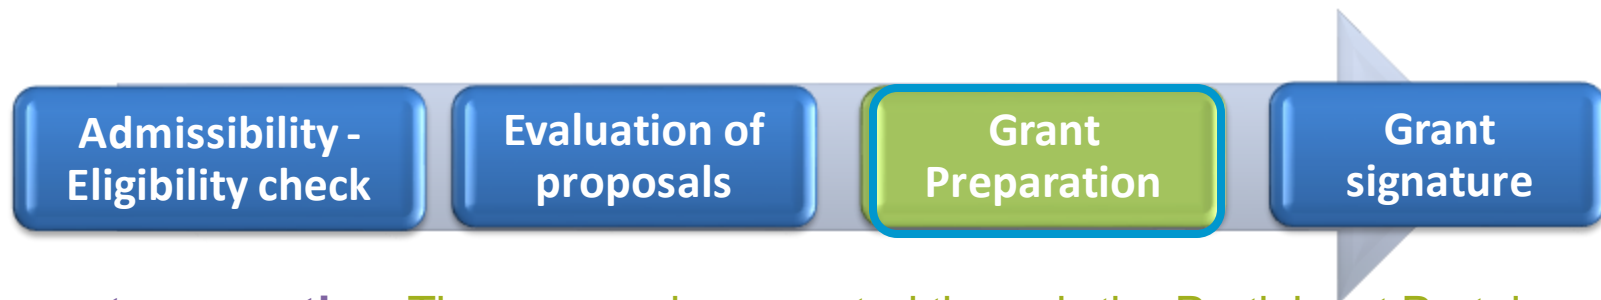 Admissibility -
Eligibility check
Evaluation of
proposals
Grant
Preparation
Grant
signature